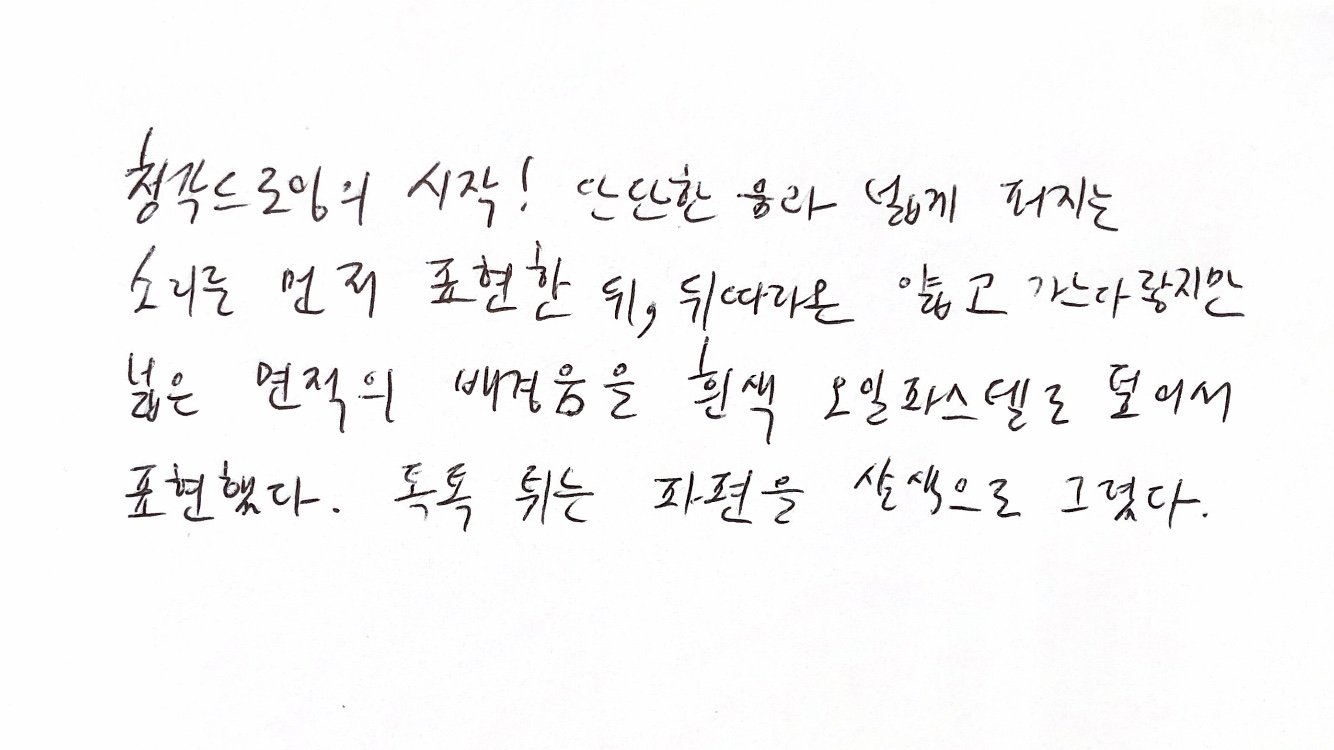 청각드로잉의 시작! 단단한 웅과 넓게 퍼지는
소리를 먼저 표현한 뒤, 뒤따라온 얇고 가느다랗지만
넓은 면적의 배경음을 흰색 오일파스텔로 덮어서
표현했다. 톡톡 튀는 파편을 살색으로 그렸다.